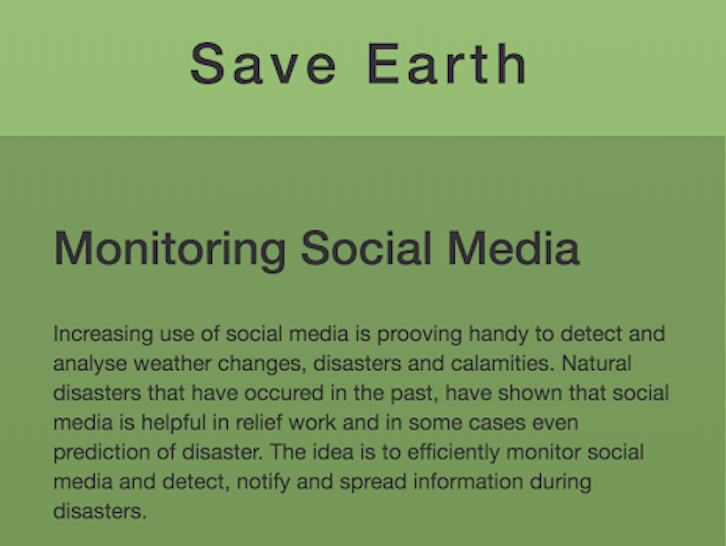 Save Earth
Monitoring Social Media
Increasing use of social media is prooving handy to detect and
analyse weather changes, disasters and calamities. Natural
disasters that have occured in the past, have shown that social
media is helpful in relief work and in some cases even
prediction of disaster. The idea is to efficiently monitor social
media and detect, notify and spread information during
disasters.